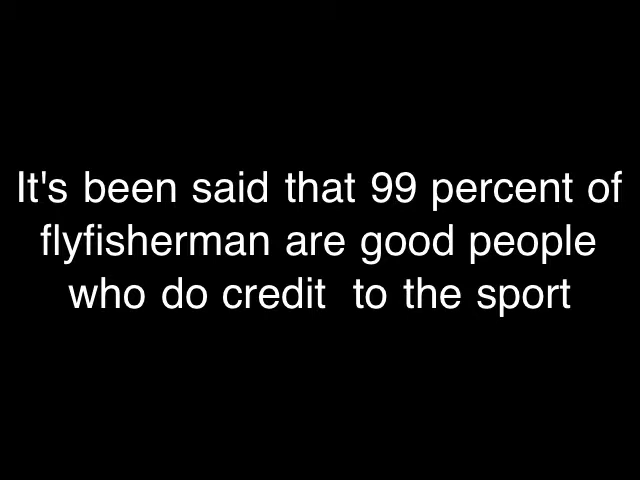 It's been said that 99 percent of
flyfisherman are good people
who do credit  to the sport